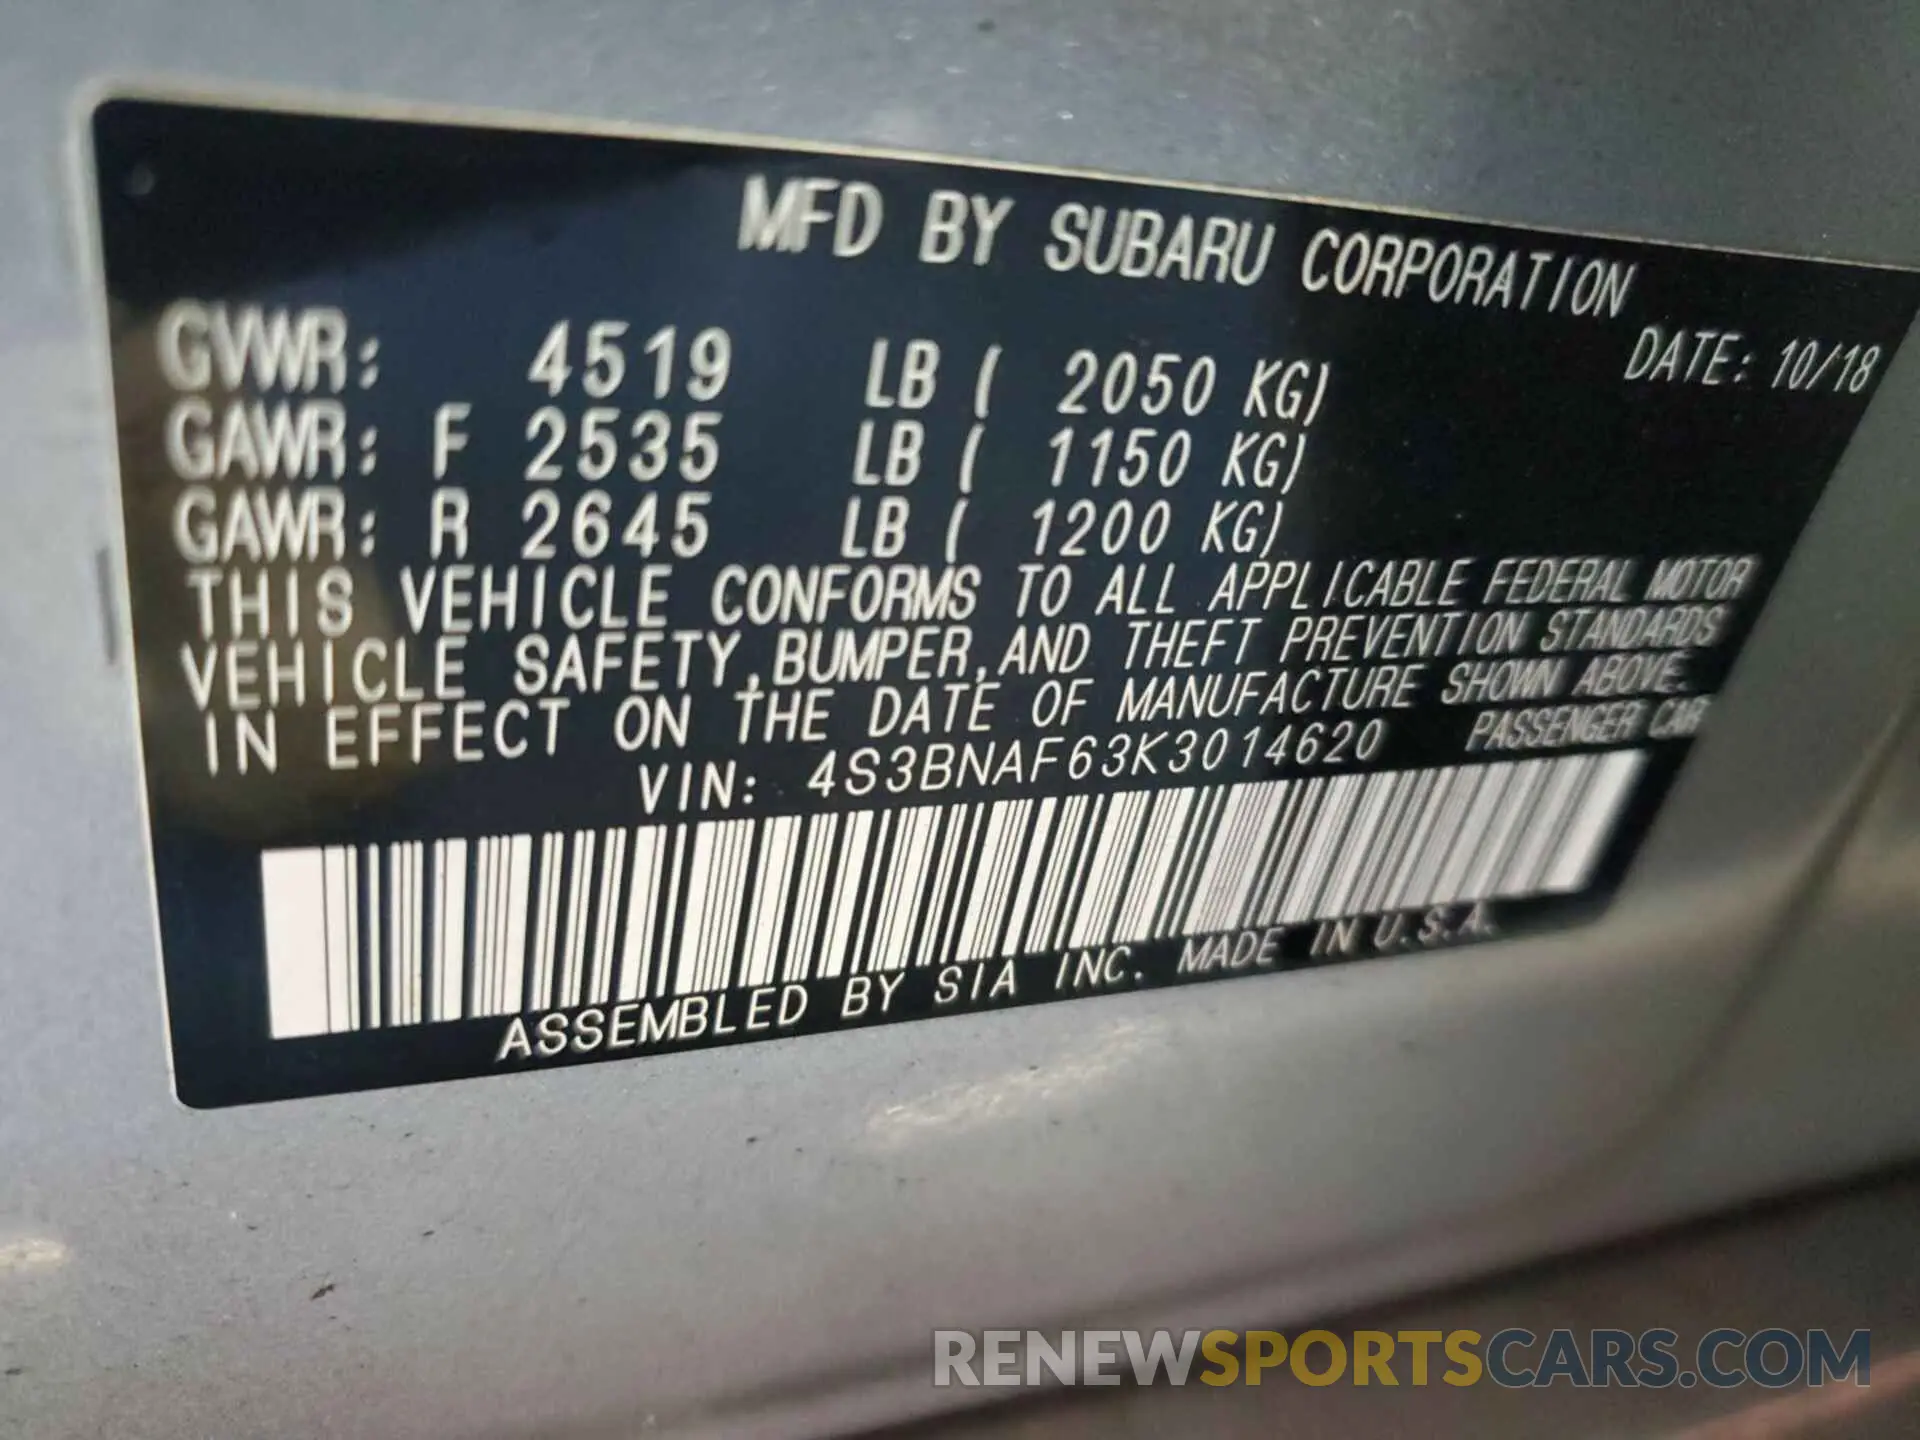 MFD BY SUBARU CORPORATION
DATE: 10/18
GVWR: 4519 LB ( 2050 KG)
GAWR: F 2535 LB ( 1150 KG)
GAWR: R 2645 LB ( 1200 KG)
THIS VEHICLE CONFORMS TO ALL APPLICABLE FEDERAL MOTOR
VEHICLE SAFETY, BUMPER, AND THEFT PREVENTION STANDARDS
IN EFFECT ON THE DATE OF MANUFACTURE SHOWN ABOVE.
VIN: 4S3BNAF63K3014620 PASSENGER CAR
ASSEMBLED BY SIA INC. MADE IN U.S.A.
RENEWSPORTSCARS.COM